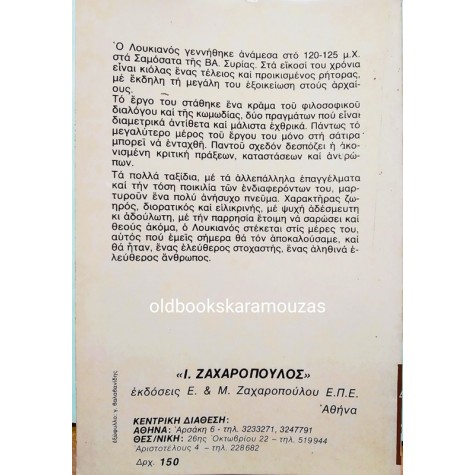 Ὁ Λουκιανός γεννήθηκε ἀνάμεσα στό 120-125 μ.Χ.
στά Σαμόσατα τῆς ΒΑ. Συρίας. Στά εἴκοσί του χρόνια
εἶναι κιόλας ἕνας τέλειος καί προικισμένος ρήτορας,
μέ ἔκδηλη τή μεγάλη του ἐξοικείωση στούς ἀρχαί-
ους.
Τό ἔργο του στάθηκε ἕνα κράμα τοῦ φιλοσοφικοῦ
διαλόγου καί τῆς κωμωδίας, δύο πραγμάτων πού εἶναι
διαμετρικά ἀντίθετα καί μάλιστα ἐχθρικά. Πάντως τό
μεγαλύτερο μέρος τοῦ ἔργου του μόνο στή σάτιρα
μπορεῖ νά ἐνταχθῆ. Παντοῦ σχεδόν δεσπόζει ἡ ἀκο-
νισμένη κριτική πράξεων, καταστάσεων καί ἀνθρώ-
πων.
Τά πολλά ταξίδια, μέ τά ἀλλεπάλληλα ἐπαγγέλματα
καί τήν τόση ποικιλία τῶν ἐνδιαφερόντων του, μαρ-
τυροῦν ἕνα πολύ ἀνήσυχο πνεῦμα. Χαρακτῆρας ζω-
ηρός, διορατικός καί εἰλικρινής, μέ ψυχή ἀδέσμευτη
κι ἀδούλωτη, μέ τήν παρρησία ἕτοιμη νά σαρώσει καί
θεούς ἀκόμα, ὁ Λουκιανός στέκεται στίς μέρες του,
αὐτός πού ἐμεῖς σήμερα θά τόν ἀποκαλούσαμε, καί
θά ἦταν, ἕνας ἐλεύθερος στοχαστής, ἕνας ἀληθινά ἐ-
λεύθερος ἄνθρωπος.
oldbookskaramouzas
«Ι. ΖΑΧΑΡΟΠΟΥΛΟΣ»
ἐκδόσεις Ε. & Μ. Ζαχαροπούλου Ε.Π.Ε.
Ἀθήνα
ΚΕΝΤΡΙΚΗ ΔΙΑΘΕΣΗ:
ΑΘΗΝΑ: Ἀρσάκη 6 - τηλ. 3233271, 3247791
ΘΕΣ/ΝΙΚΗ: 26ης Ὀκτωβρίου 22 – τηλ. 519944
Ἀριστοτέλους 4 – τηλ. 228682
Δρχ. 150
ἐξώφυλλο: γ. Βαλαβανίδης